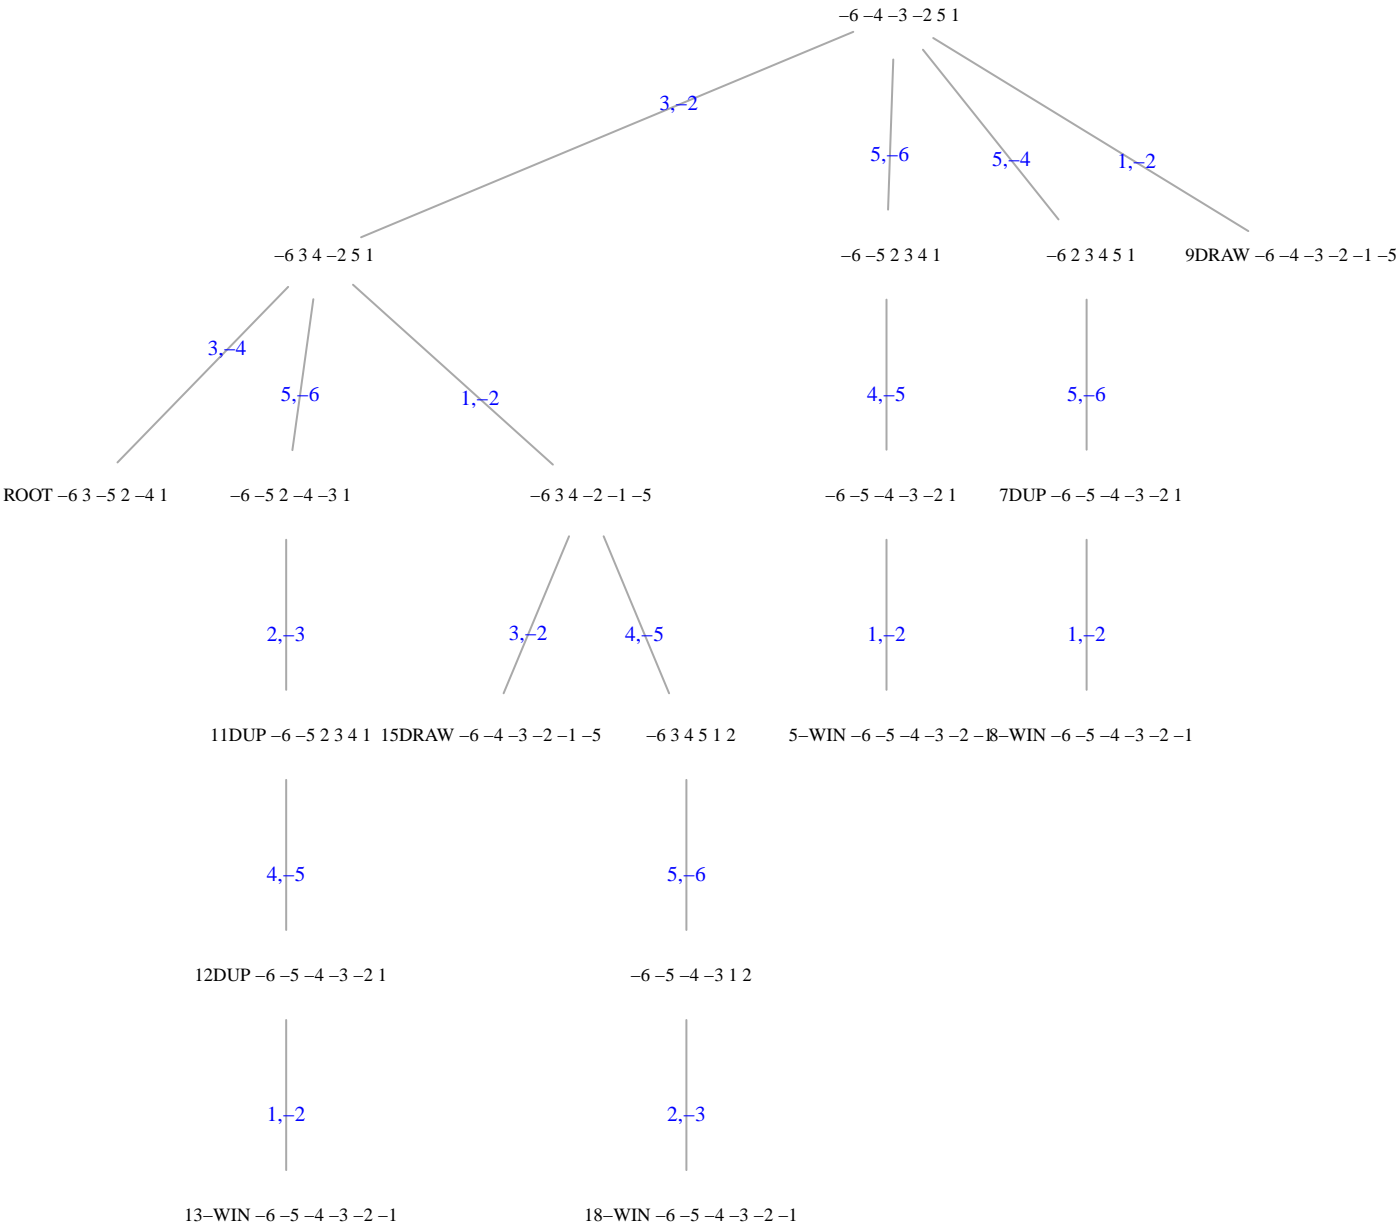 –6 –4 –3 –2 5 1
3,–2
5,–6
5,–4
1,–2
–6 3 4 –2 5 1
–6 –5 2 3 4 1
–6 2 3 4 5 1
9DRAW –6 –4 –3 –2 –1 –5
3,–4
5,–6
1,–2
4,–5
5,–6
ROOT –6 3 –5 2 –4 1
–6 –5 2 –4 –3 1
–6 3 4 –2 –1 –5
–6 –5 –4 –3 –2 1
7DUP –6 –5 –4 –3 –2 1
2,–3
3,–2
4,–5
1,–2
1,–2
11DUP –6 –5 2 3 4 1
15DRAW –6 –4 –3 –2 –1 –5
–6 3 4 5 1 2
5–WIN –6 –5 –4 –3 –2 –1
8–WIN –6 –5 –4 –3 –2 –1
4,–5
5,–6
12DUP –6 –5 –4 –3 –2 1
–6 –5 –4 –3 1 2
1,–2
2,–3
13–WIN –6 –5 –4 –3 –2 –1
18–WIN –6 –5 –4 –3 –2 –1